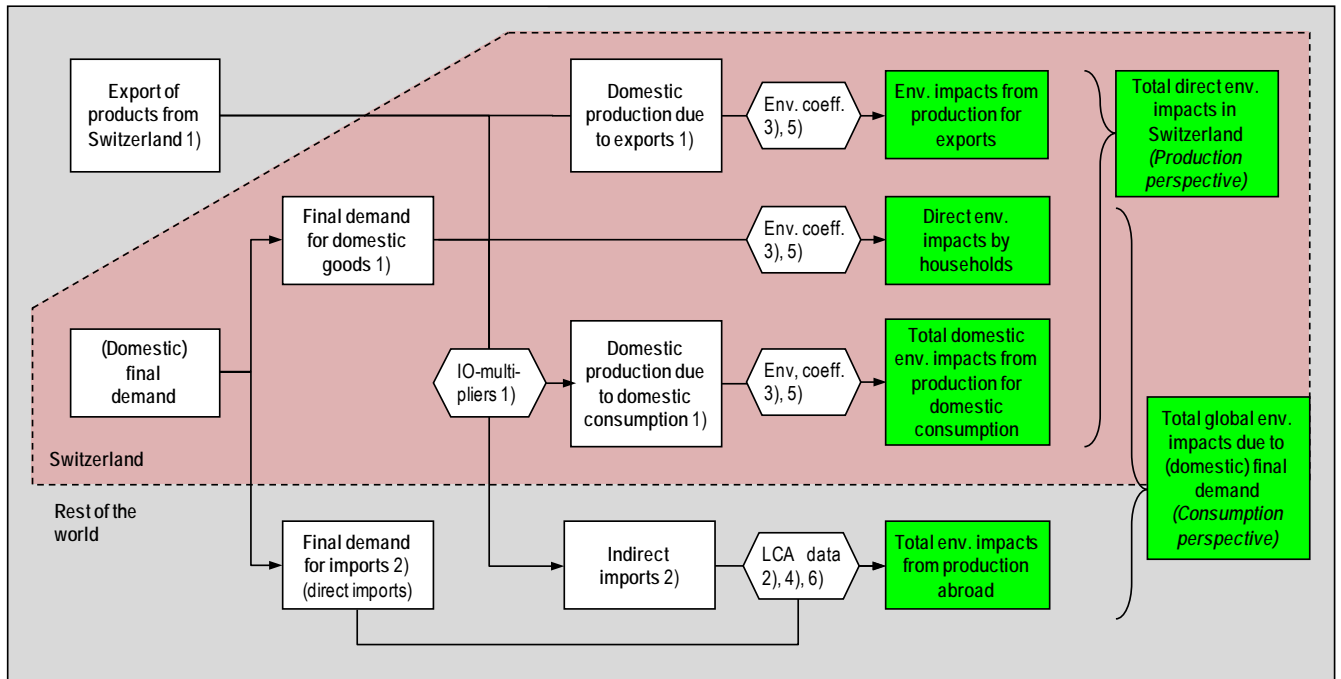 Export of
products from
Switzerland 1)
Domestic
production due
to exports 1)
Env. coeff.
3), 5)
Env. impacts from
production for
exports
Total direct env.
impacts in
Switzerland
(Production
perspective)
Final demand
for domestic
goods 1)
Env. coeff.
3), 5)
Direct env.
impacts by
households
(Domestic)
final
demand
IO-multi-
pliers 1)
Domestic
production due
to domestic
consumption 1)
Env, coeff.
3), 5)
Total domestic
env. impacts from
production for
domestic
consumption
Total global env.
impacts due to
(domestic) final
demand
(Consumption
perspective)
Switzerland
Rest of the
world
Final demand
for imports 2)
(direct imports)
Indirect
imports 2)
LCA data
2), 4), 6)
Total env. impacts
from production
abroad